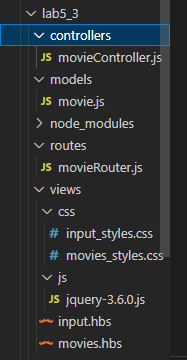 lab5_3
controllers
JS movieController.js
models
JS movie.js
node_modules
routes
JS movieRouter.js
views
css
# input_styles.css
# movies_styles.css
js
JS jquery-3.6.0.js
input.hbs
movies.hbs